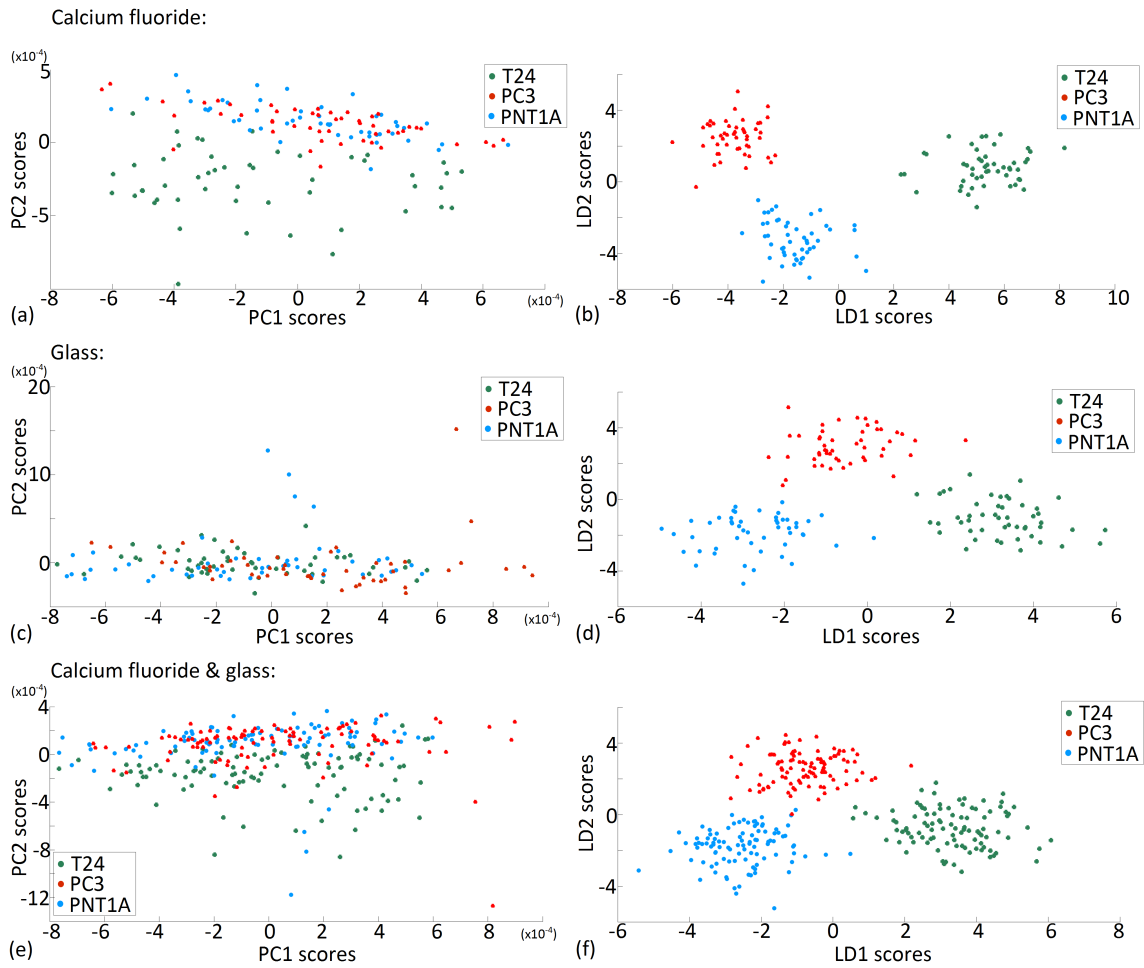 Calcium fluoride:
(x10⁻⁴)
5
0
-5
PC2 scores
T24
PC3
PNT1A
-8 -6 -4 -2 0 2 4 6 (x10⁻⁴) 8
(a) PC1 scores
4
0
-4
LD2 scores
T24
PC3
PNT1A
-8 -6 -4 -2 0 2 4 6 8 10
(b) LD1 scores
Glass:
(x10⁻⁴)
20
10
0
PC2 scores
T24
PC3
PNT1A
-8 -6 -4 -2 0 2 4 6 8 (x10⁻⁴) 10
(c) PC1 scores
4
0
-4
LD2 scores
T24
PC3
PNT1A
-6 -4 -2 0 2 4 6
(d) LD1 scores
Calcium fluoride & glass:
(x10⁻⁴)
4
0
-4
-8
-12
PC2 scores
T24
PC3
PNT1A
-8 -6 -4 -2 0 2 4 6 8 (x10⁻⁴) 10
(e) PC1 scores
4
0
-4
LD2 scores
T24
PC3
PNT1A
-6 -4 -2 0 2 4 6 8
(f) LD1 scores